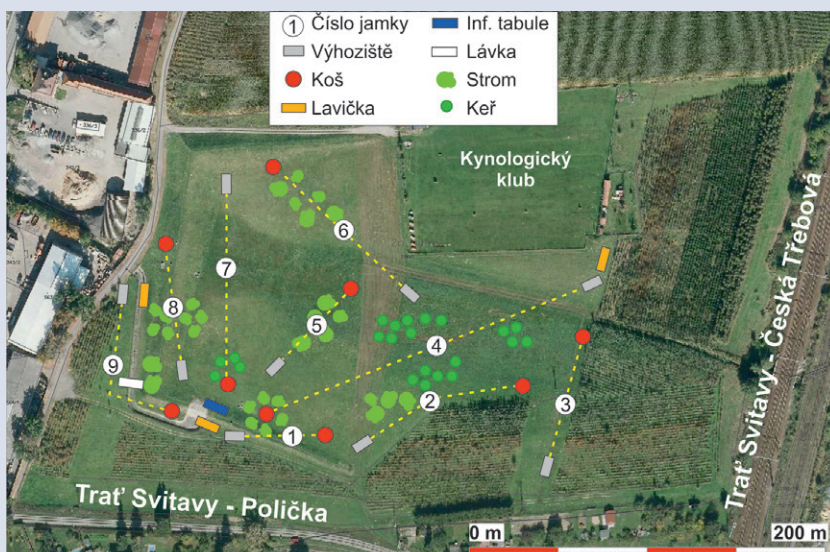 1 Číslo jamky
Inf. tabule
Výhoziště
Lávka
Koš
Strom
Lavička
Keř
Kynologický
klub
6
7
8
5
4
9
2
3
1
Trať Svitavy - Česká Třebová
Trať Svitavy - Polička
0 m
200 m